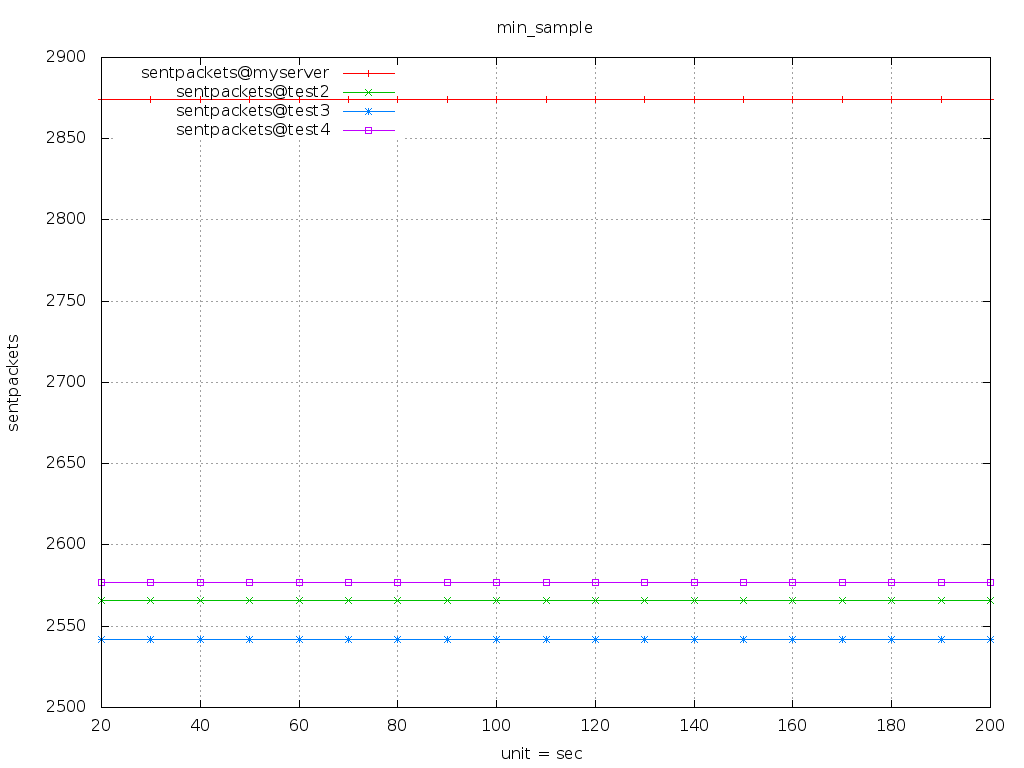 min_sample
2900
sentpackets@myserver
sentpackets@test2
sentpackets@test3
sentpackets@test4
2850
2800
2750
2700
2650
2600
2550
2500
sentpackets
20 40 60 80 100 120 140 160 180 200
unit = sec